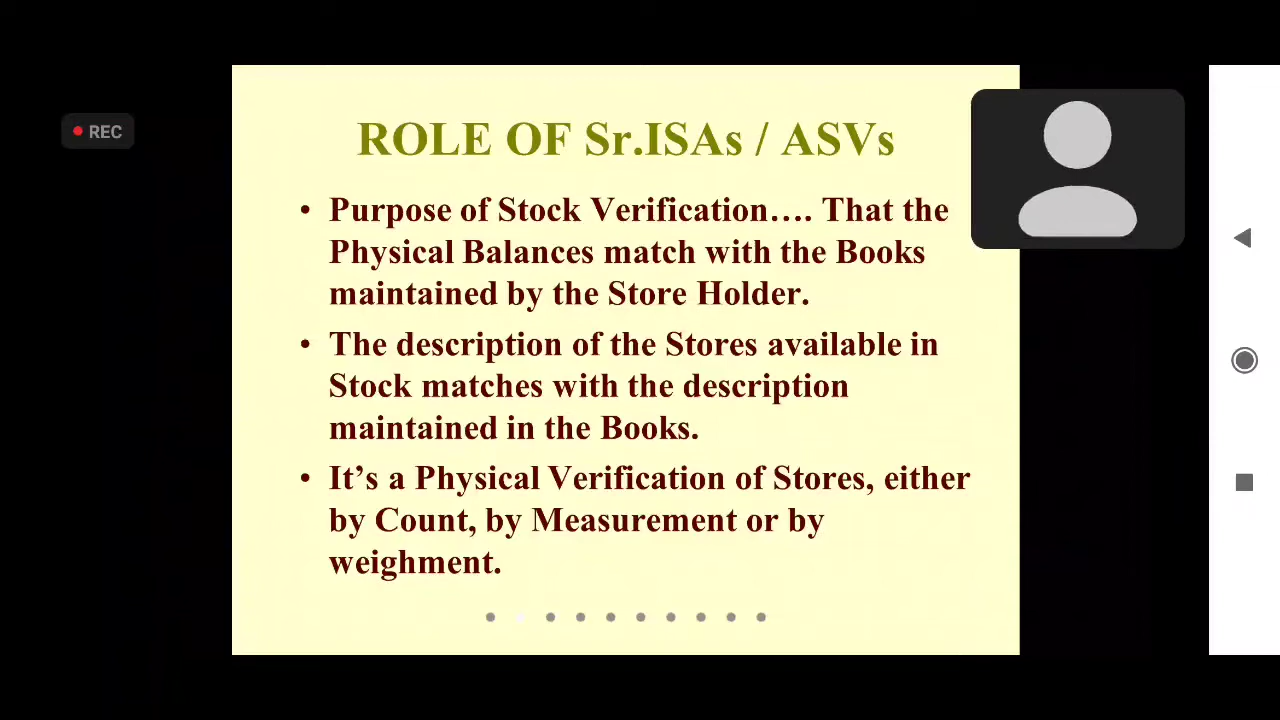 REC
ROLE OF Sr.ISAs / ASVs
• Purpose of Stock Verification…. That the
Physical Balances match with the Books
maintained by the Store Holder.
• The description of the Stores available in
Stock matches with the description
maintained in the Books.
• It’s a Physical Verification of Stores, either
by Count, by Measurement or by
weighment.